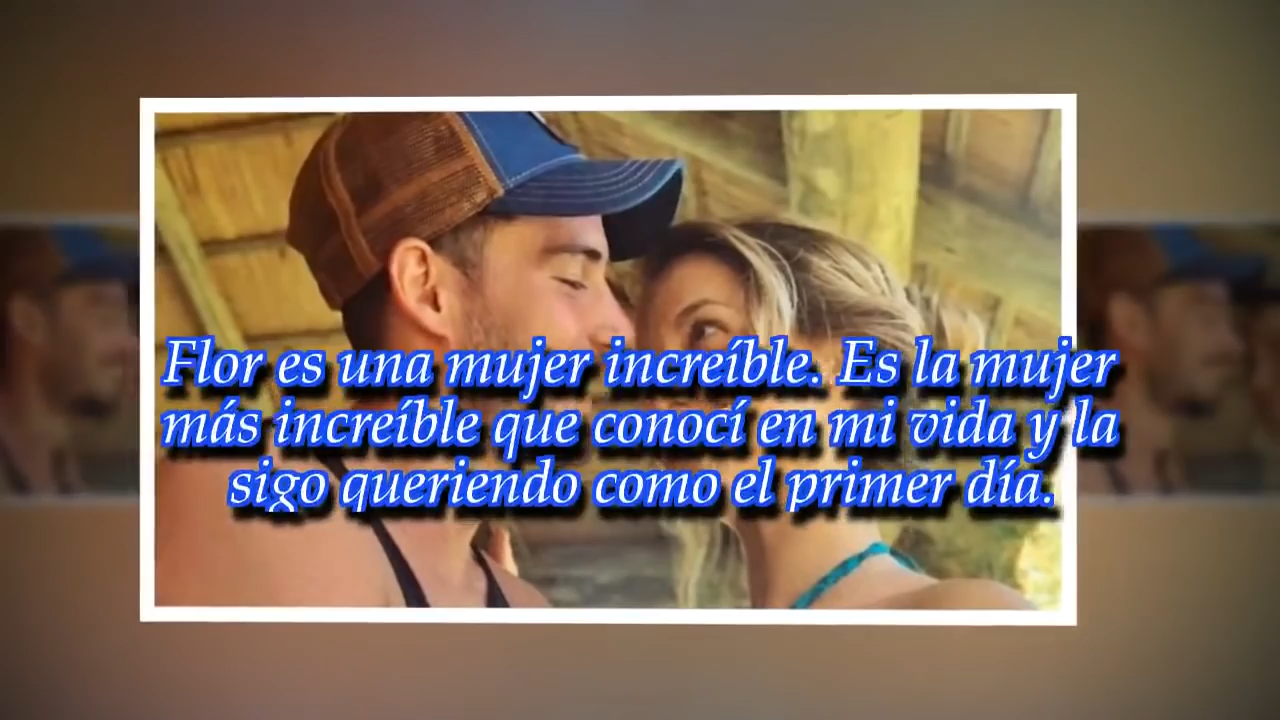 Flor es una mujer increíble. Es la mujer
más increíble que conocí en mi vida y la
sigo queriendo como el primer día.